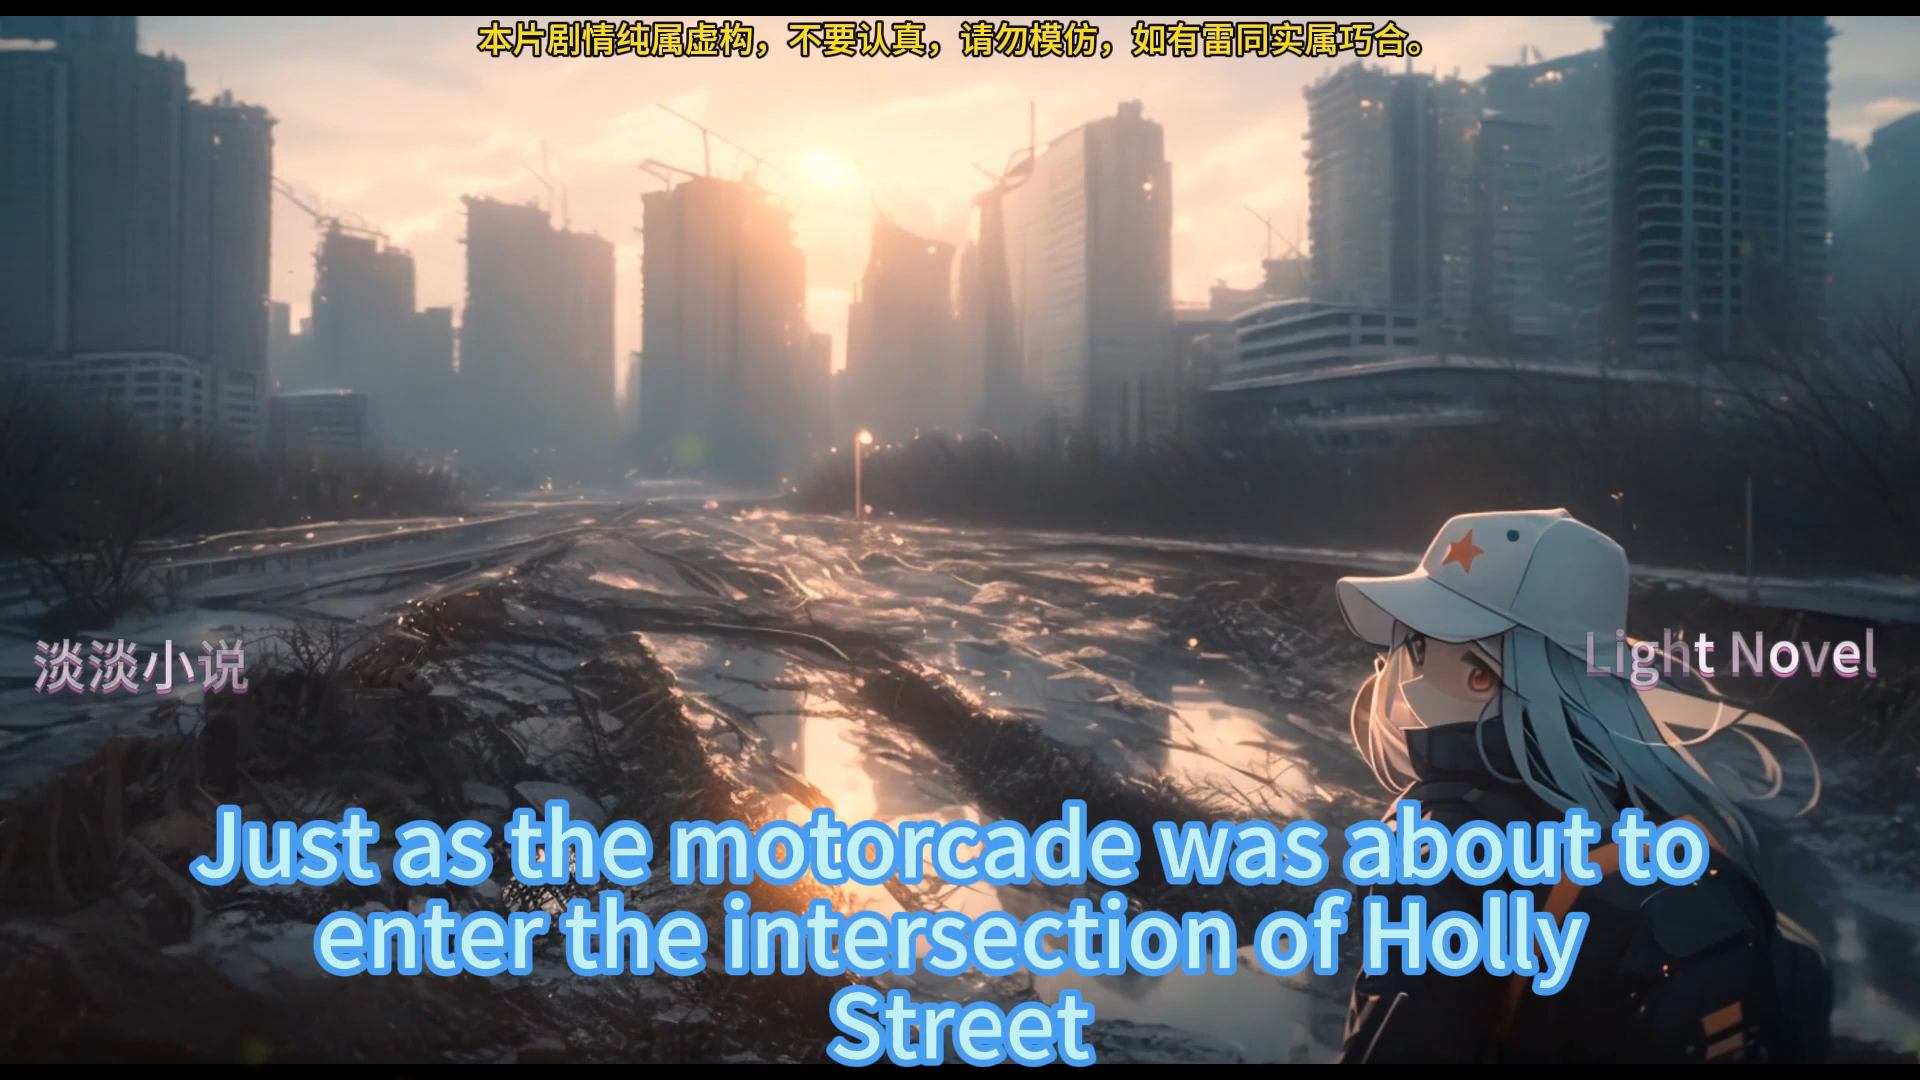 本片剧情纯属虚构，不要认真，请勿模仿，如有雷同实属巧合。
淡淡小说
Light Novel
Just as the motorcade was about to
enter the intersection of Holly
Street